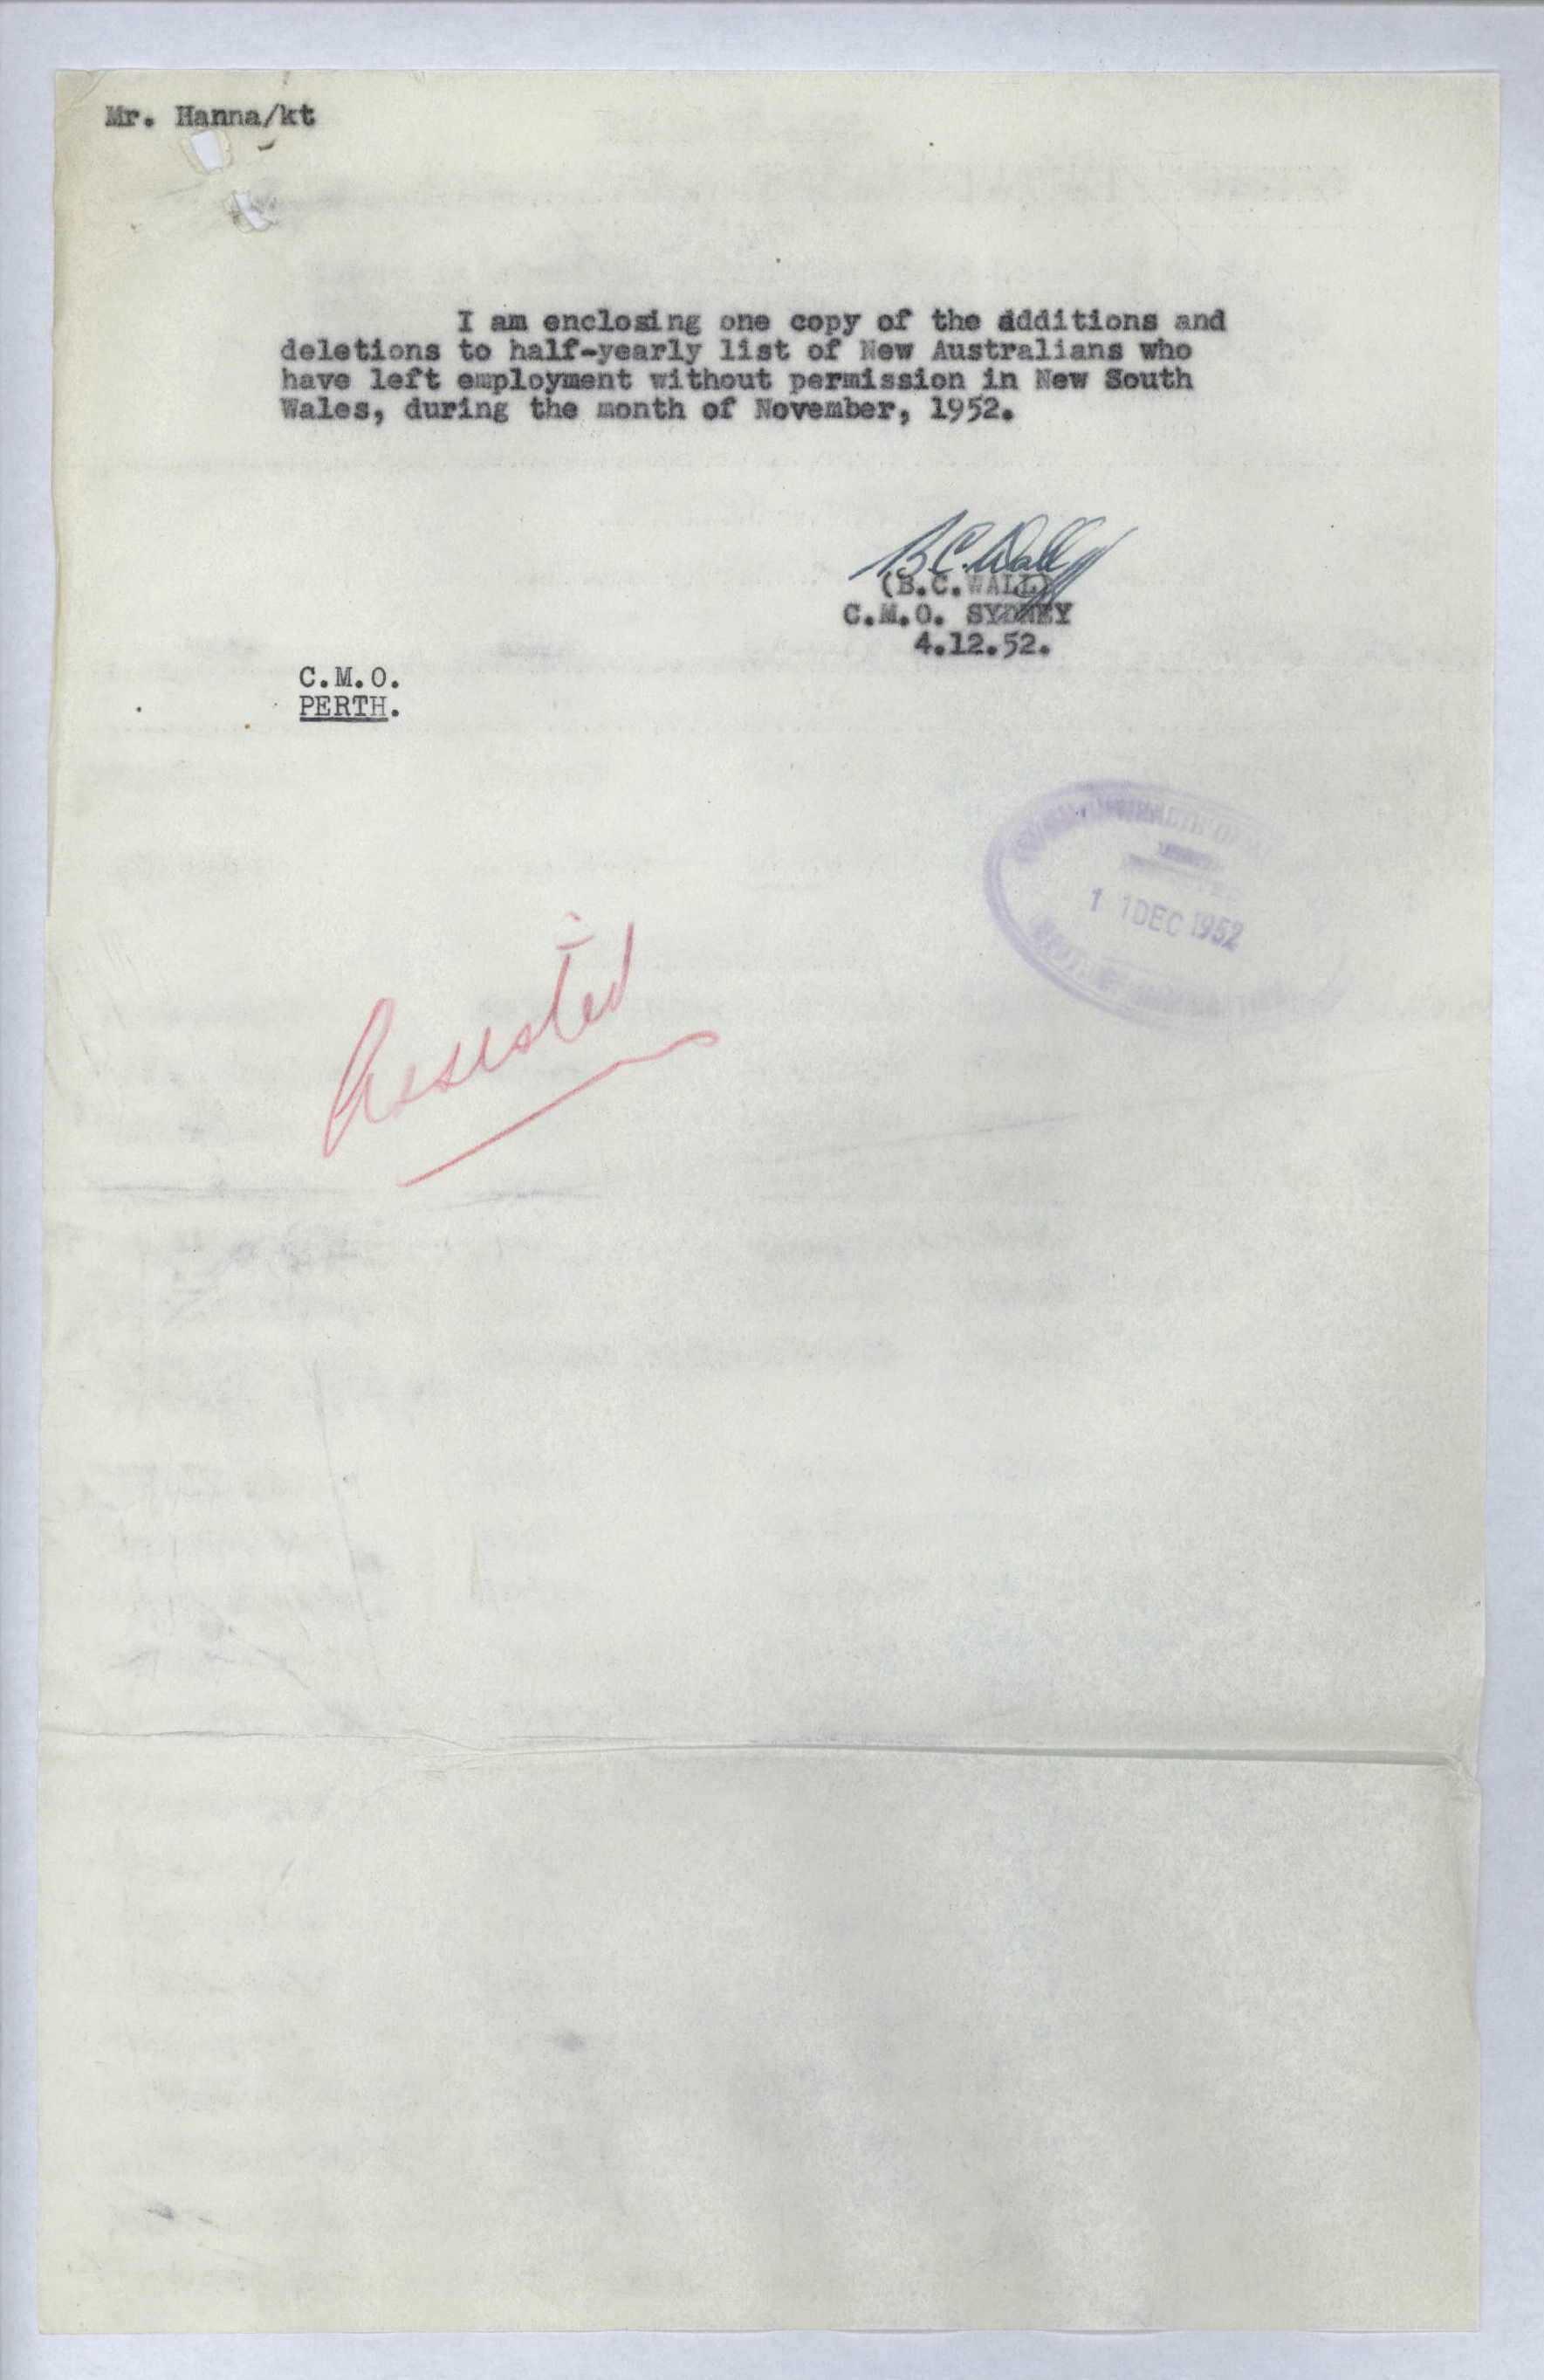 Mr. Hanna/kt
I am enclosing one copy of the additions and
deletions to half-yearly list of New Australians who
have left employment without permission in New South
Wales, during the month of November, 1952.
B.C. Wall
(B.C.WALL)
C.M.O. SYDNEY
4.12.52.
C.M.O.
PERTH.
11 DEC 1952
Assisted